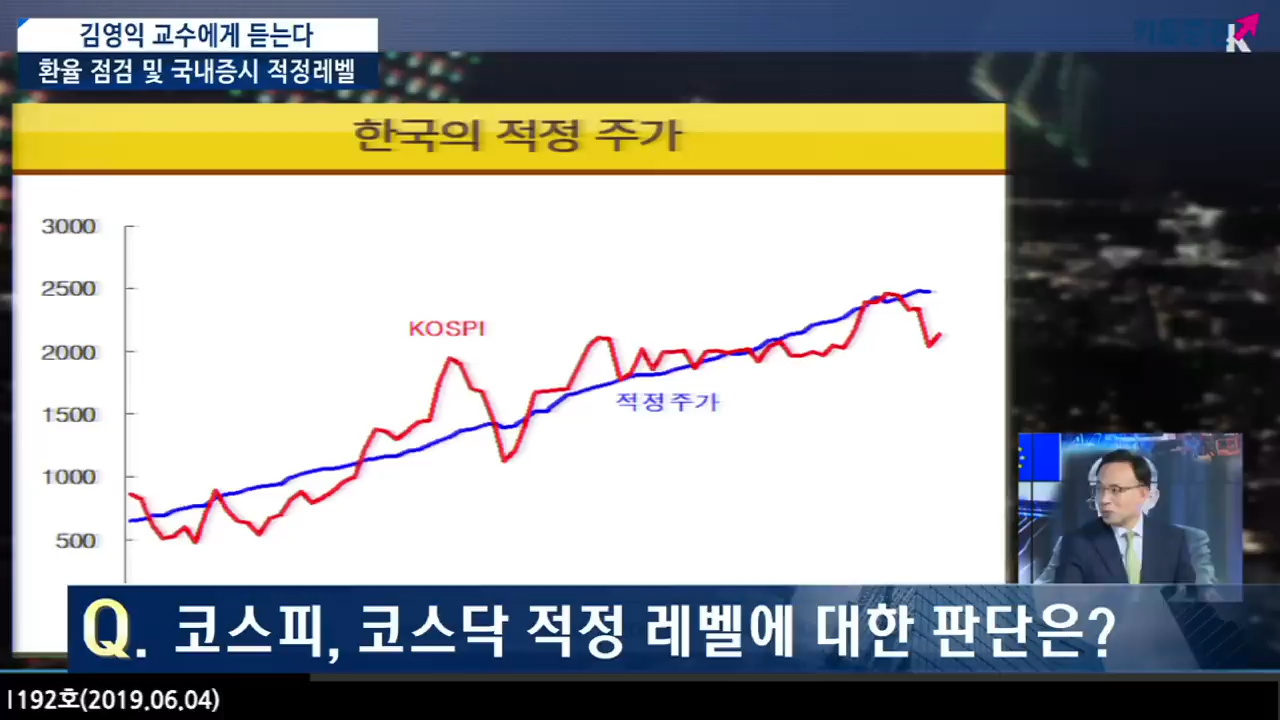 김영익 교수에게 듣는다
환율 점검 및 국내증시 적정레벨
K
한국의 적정 주가
3000
2500
KOSPI
2000
적정주가
1500
1000
500
Q. 코스피, 코스닥 적정 레벨에 대한 판단은?
192호(2019.06.04)